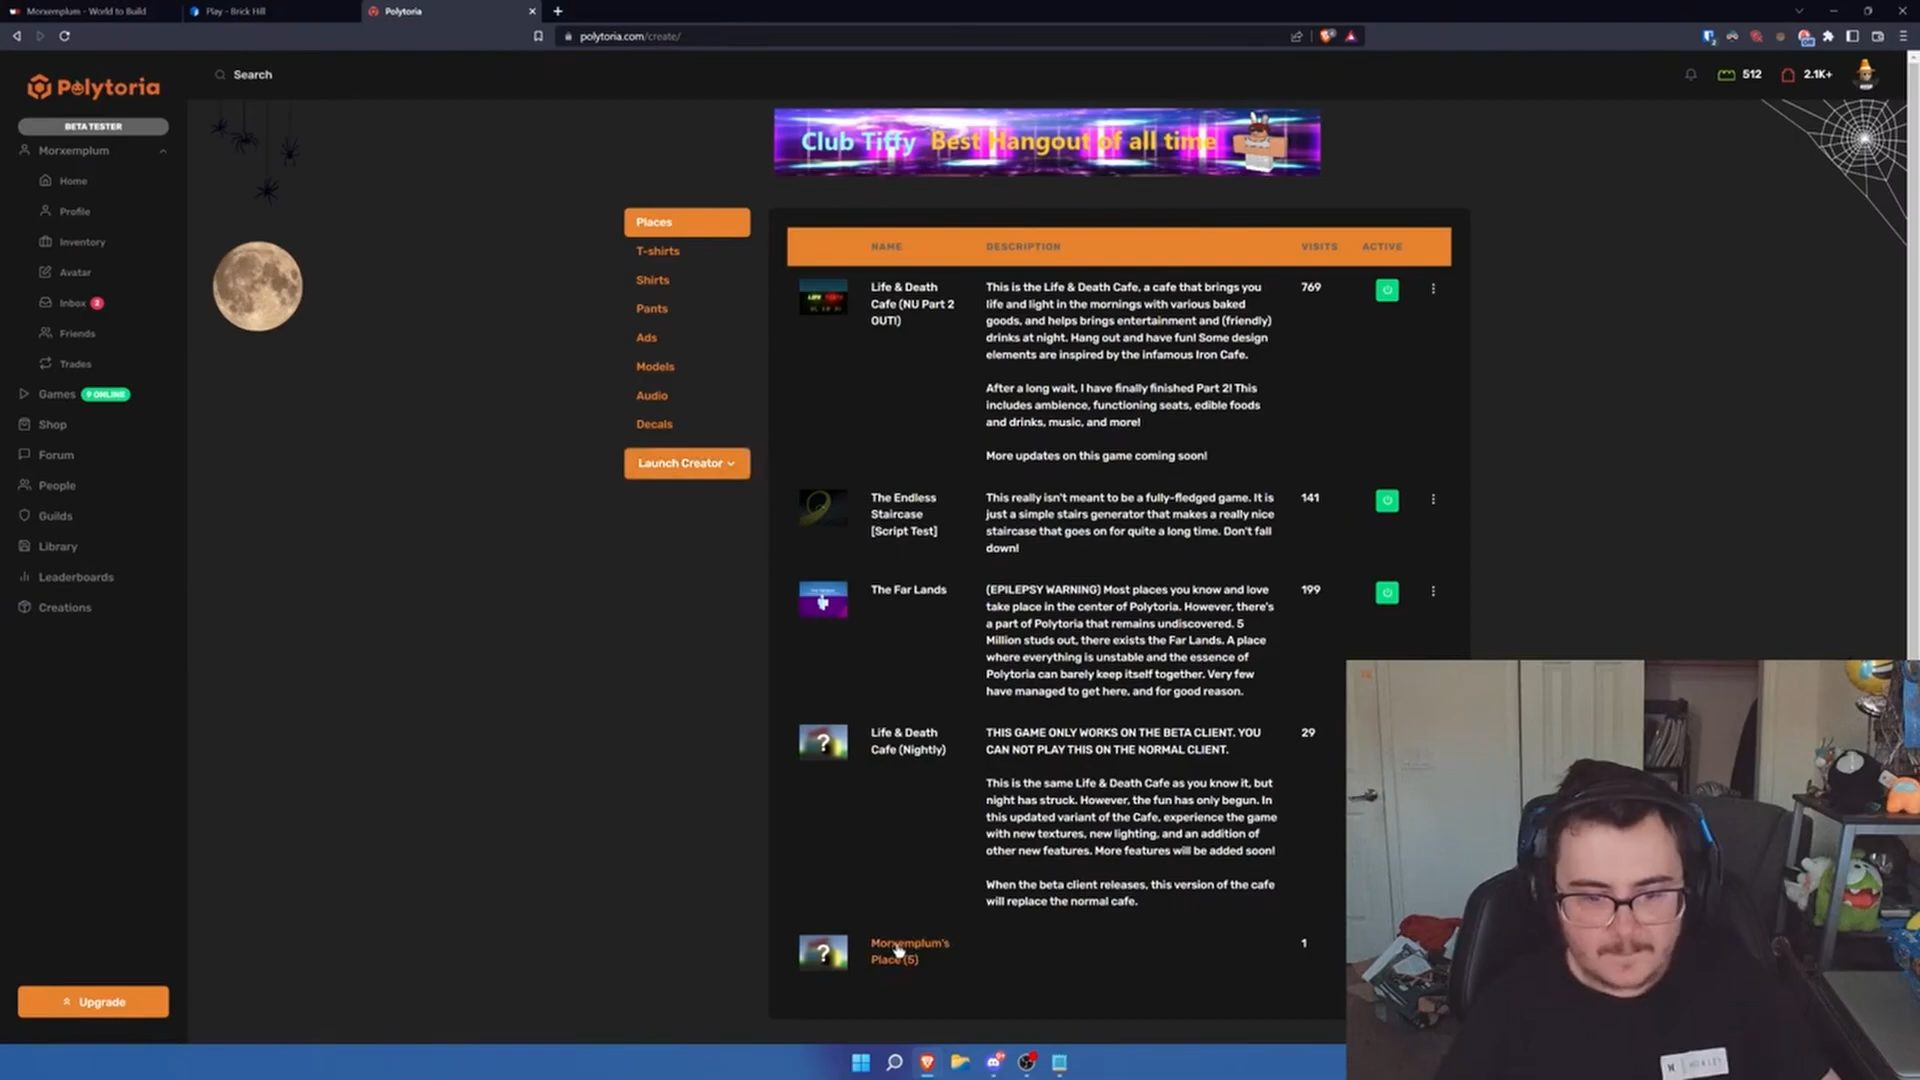 Morxemplum - World to Build
Play - Brick Hill
Polytoria
polytoria.com/create/
Polytoria
Search
512
2.1K+
BETA TESTER
Morxemplum
Home
Profile
Inventory
Avatar
Inbox 2
Friends
Trades
Games 9 ONLINE
Shop
Forum
People
Guilds
Library
Leaderboards
Creations
Upgrade
Club Tiffy Best Hangout of all time
Places
T-shirts
Shirts
Pants
Ads
Models
Audio
Decals
Launch Creator
NAME DESCRIPTION VISITS ACTIVE
Life & Death
Cafe (NU Part 2
OUT!)
This is the Life & Death Cafe, a cafe that brings you
life and light in the mornings with various baked
goods, and helps brings entertainment and (friendly)
drinks at night. Hang out and have fun! Some design
elements are inspired by the infamous Iron Cafe.
After a long wait, I have finally finished Part 2! This
includes ambience, functioning seats, edible foods
and drinks, music, and more!
More updates on this game coming soon!
769
The Endless
Staircase
[Script Test]
This really isn't meant to be a fully-fledged game. It is
just a simple stairs generator that makes a really nice
staircase that goes on for quite a long time. Don't fall
down!
141
The Far Lands
(EPILEPSY WARNING) Most places you know and love
take place in the center of Polytoria. However, there's
a part of Polytoria that remains undiscovered. 5
Million studs out, there exists the Far Lands. A place
where everything is unstable and the essence of
Polytoria can barely keep itself together. Very few
have managed to get here, and for good reason.
199
Life & Death
Cafe (Nightly)
THIS GAME ONLY WORKS ON THE BETA CLIENT. YOU
CAN NOT PLAY THIS ON THE NORMAL CLIENT.
This is the same Life & Death Cafe as you know it, but
night has struck. However, the fun has only begun. In
this updated variant of the Cafe, experience the game
with new textures, new lighting, and an addition of
other new features. More features will be added soon!
When the beta client releases, this version of the cafe
will replace the normal cafe.
29
?
Morxemplum's
Place (5)
1
?